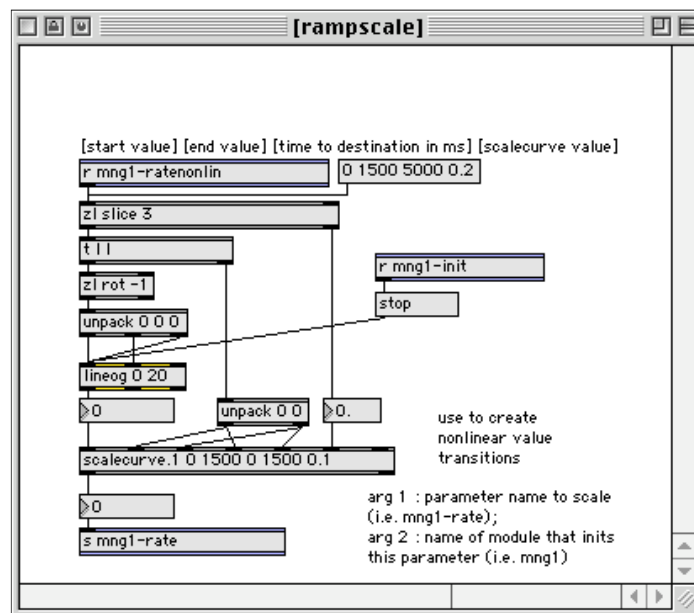 [rampscale]
[start value] [end value] [time to destination in ms] [scalecurve value]
r mng1-ratenonlin
0 1500 5000 0.2
zl slice 3
t l l
r mng1-init
zl rot -1
stop
unpack 0 0 0
lineog 0 20
0
unpack 0 0
0.
use to create
nonlinear value
transitions
scalecurve.1 0 1500 0 1500 0.1
0
arg 1 : parameter name to scale
(i.e. mng1-rate);
arg 2 : name of module that inits
this parameter (i.e. mng1)
s mng1-rate